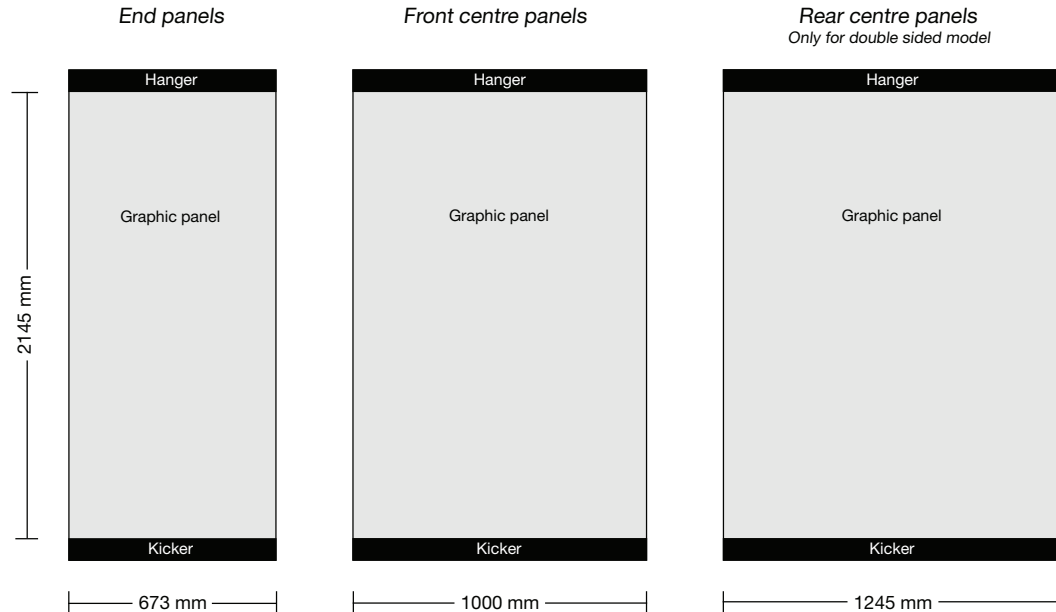 End panels
Front centre panels
Rear centre panels
Only for double sided model
Hanger
Hanger
Hanger
Graphic panel
Graphic panel
Graphic panel
2145 mm
Kicker
Kicker
Kicker
673 mm
1000 mm
1245 mm